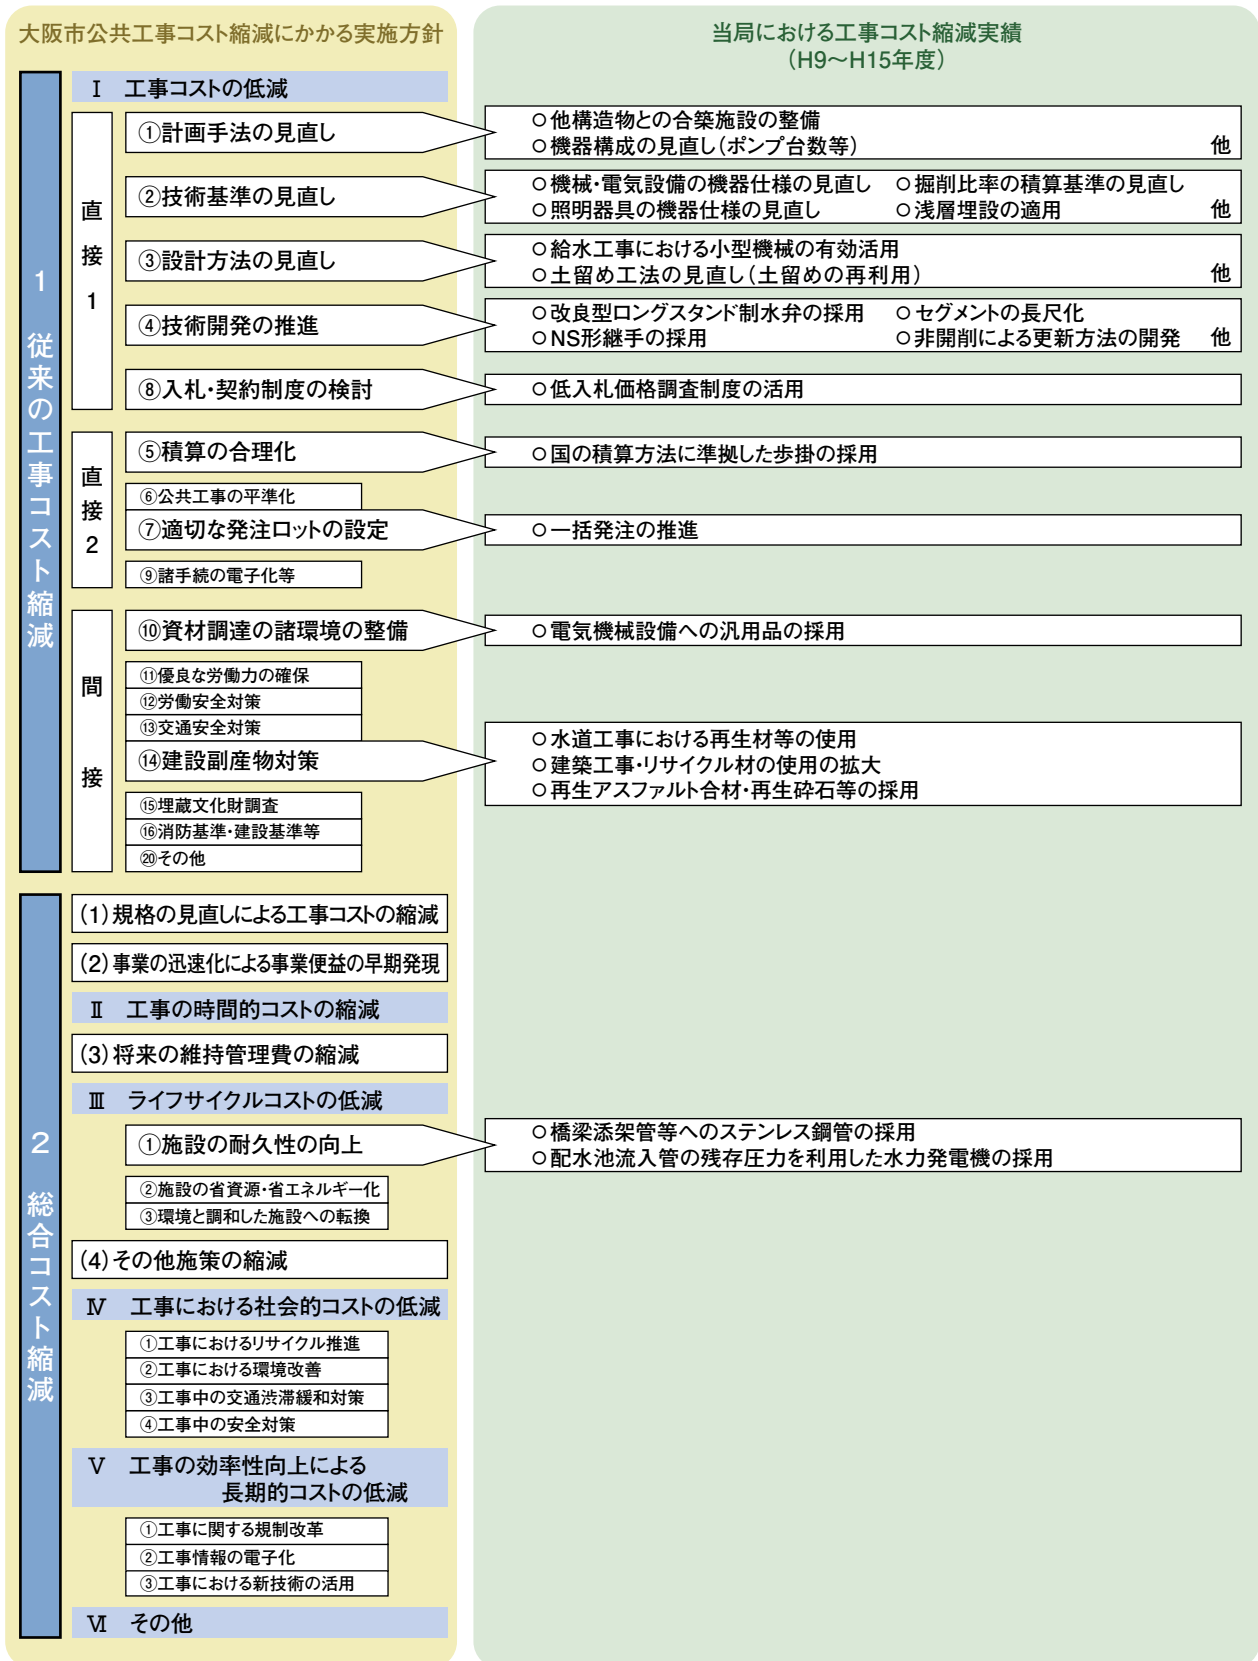 大阪市公共工事コスト縮減にかかる実施方針
当局における工事コスト縮減実績
(H9〜H15年度)
1 従来の工事コスト縮減
Ⅰ 工事コストの低減
直接1
①計画手法の見直し
○他構造物との合築施設の整備
○機器構成の見直し(ポンプ台数等) 他
②技術基準の見直し
○機械・電気設備の機器仕様の見直し ○掘削比率の積算基準の見直し
○照明器具の機器仕様の見直し ○浅層埋設の適用 他
③設計方法の見直し
○給水工事における小型機械の有効活用
○土留め工法の見直し(土留めの再利用) 他
④技術開発の推進
○改良型ロングスタンド制水弁の採用 ○セグメントの長尺化
○NS形継手の採用 ○非開削による更新方法の開発 他
⑧入札・契約制度の検討
○低入札価格調査制度の活用
直接2
⑤積算の合理化
○国の積算方法に準拠した歩掛の採用
⑥公共工事の平準化
⑦適切な発注ロットの設定
○一括発注の推進
⑨諸手続の電子化等
間接
⑩資材調達の諸環境の整備
○電気機械設備への汎用品の採用
⑪優良な労働力の確保
⑫労働安全対策
⑬交通安全対策
⑭建設副産物対策
○水道工事における再生材等の使用
○建築工事・リサイクル材の使用の拡大
○再生アスファルト合材・再生砕石等の採用
⑮埋蔵文化財調査
⑯消防基準・建設基準等
⑳その他
2 総合コスト縮減
(1)規格の見直しによる工事コストの縮減
(2)事業の迅速化による事業便益の早期発現
Ⅱ 工事の時間的コストの縮減
(3)将来の維持管理費の縮減
Ⅲ ライフサイクルコストの低減
①施設の耐久性の向上
○橋梁添架管等へのステンレス鋼管の採用
○配水池流入管の残存圧力を利用した水力発電機の採用
②施設の省資源・省エネルギー化
③環境と調和した施設への転換
(4)その他施策の縮減
Ⅳ 工事における社会的コストの低減
①工事におけるリサイクル推進
②工事における環境改善
③工事中の交通渋滞緩和対策
④工事中の安全対策
Ⅴ 工事の効率性向上による
長期的コストの低減
①工事に関する規制改革
②工事情報の電子化
③工事における新技術の活用
Ⅵ その他